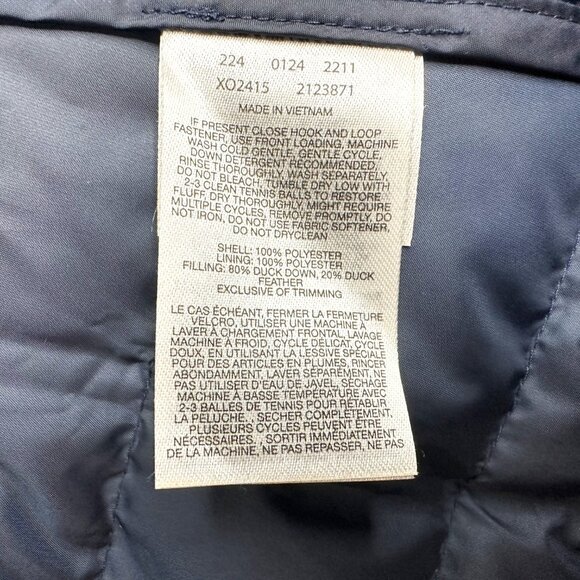 224 0124 2211
XO2415 2123871
MADE IN VIETNAM
IF PRESENT CLOSE HOOK AND LOOP
FASTENER, USE FRONT LOADING, MACHINE
WASH COLD GENTLE, GENTLE CYCLE,
DOWN DETERGENT RECOMMENDED,
RINSE THOROUGHLY, WASH SEPARATELY,
DO NOT BLEACH, TUMBLE DRY LOW WITH
2-3 CLEAN TENNIS BALLS TO RESTORE
FLUFF, DRY THOROUGHLY, MIGHT REQUIRE
MULTIPLE CYCLES, REMOVE PROMPTLY, DO
NOT IRON, DO NOT USE FABRIC SOFTENER,
DO NOT DRYCLEAN
SHELL: 100% POLYESTER
LINING: 100% POLYESTER
FILLING: 80% DUCK DOWN, 20% DUCK
FEATHER
EXCLUSIVE OF TRIMMING
LE CAS ÉCHÉANT, FERMER LA FERMETURE
VELCRO, UTILISER UNE MACHINE À
LAVER À CHARGEMENT FRONTAL, LAVAGE
MACHINE À FROID, CYCLE DÉLICAT, CYCLE
DOUX, EN UTILISANT LA LESSIVE SPÉCIALE
POUR DES ARTICLES EN PLUMES, RINCER
ABONDAMMENT, LAVER SÉPARÉMENT, NE
PAS UTILISER D'EAU DE JAVEL, SÉCHAGE
MACHINE À BASSE TEMPÉRATURE AVEC
2-3 BALLES DE TENNIS POUR RÉTABLIR
LA PELUCHE , SÉCHER COMPLÈTEMENT,
PLUSIEURS CYCLES PEUVENT ÊTRE
NÉCESSAIRES, SORTIR IMMÉDIATEMENT
DE LA MACHINE, NE PAS REPASSER, NE PAS